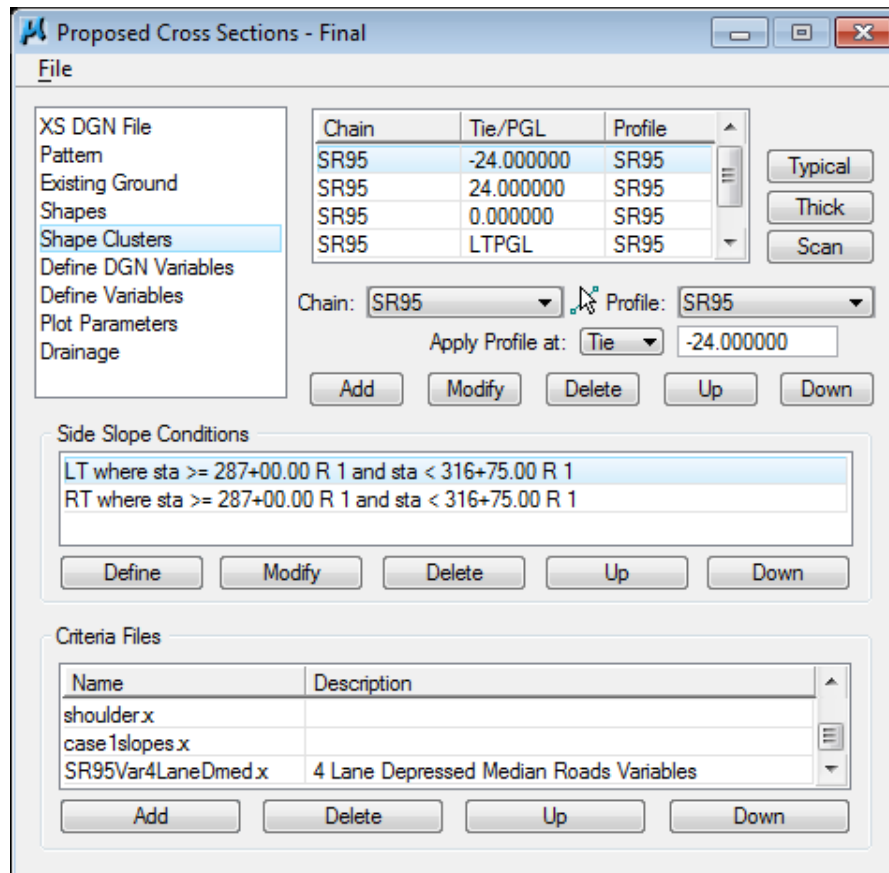 Proposed Cross Sections - Final
File
XS DGN File
Pattern
Existing Ground
Shapes
Shape Clusters
Define DGN Variables
Define Variables
Plot Parameters
Drainage
Chain Tie/PGL Profile
SR95 -24.000000 SR95
SR95 24.000000 SR95
SR95 0.000000 SR95
SR95 LTPGL SR95
Typical
Thick
Scan
Chain: SR95 Profile: SR95
Apply Profile at: Tie -24.000000
Add Modify Delete Up Down
Side Slope Conditions
LT where sta >= 287+00.00 R 1 and sta < 316+75.00 R 1
RT where sta >= 287+00.00 R 1 and sta < 316+75.00 R 1
Define Modify Delete Up Down
Criteria Files
Name Description
shoulder.x
case1slopes.x
SR95Var4LaneDmed.x 4 Lane Depressed Median Roads Variables
Add Delete Up Down